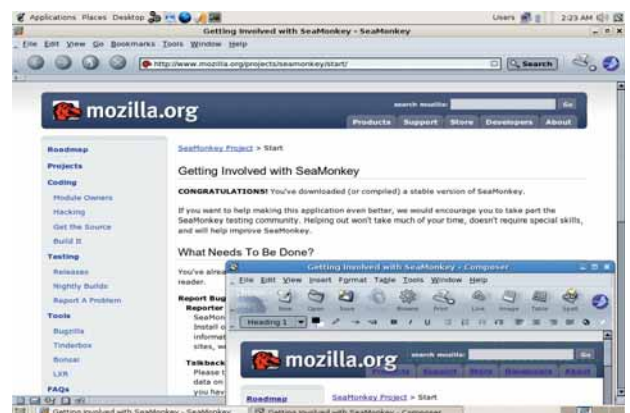 Applications Places Desktop
Users 2:23 AM
Getting Involved with SeaMonkey - SeaMonkey
File Edit View Go Bookmarks Tools Window Help
http://www.mozilla.org/projects/seamonkey/start/
Search
mozilla.org
search mozilla:
Go
Products Support Store Developers About
Roadmap
Projects
Coding
Module Owners
Hacking
Get the Source
Build It
Testing
Releases
Nightly Builds
Report A Problem
Tools
Bugzilla
Tinderbox
Bonsai
LXR
FAQs
SeaMonkey Project > Start
Getting Involved with SeaMonkey
CONGRATULATIONS! You've downloaded (or compiled) a stable version of SeaMonkey.
If you want to help making this application even better, we would encourage you to take part the
SeaMonkey testing community. Helping out won't take much of your time, doesn't require special skills,
and will help improve SeaMonkey.
What Needs To Be Done?
You've alrea
reader.
Report Bug
Reporter
SeaMon
Install o
informat
sites, w
Talkback
Please t
data on
you hav
Getting Involved with SeaMonkey - Composer
File Edit View Insert Format Table Tools Window Help
New Open Save Browse Print Link Image Table Spell
Heading 1
B I U
mozilla.org
search mozilla:
Go
Products Support Store Developers About
Roadmap
SeaMonkey Project > Start
Getting Involved with SeaMonkey - SeaMonkey
Getting Involved with SeaMonkey - Composer